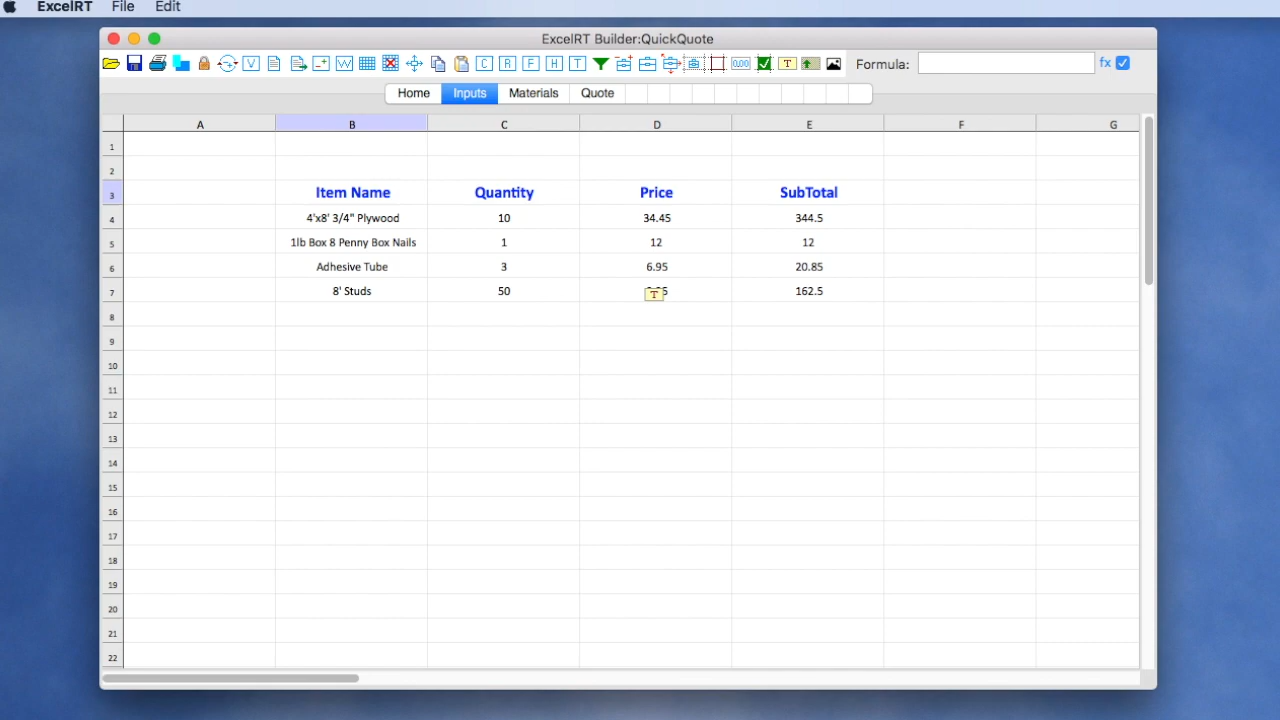 ExcelRT File Edit
ExcelRT Builder:QuickQuote
V C R F H T 0.00 T Formula: fx
Home Inputs Materials Quote
A B C D E F G
1
2
3 Item Name Quantity Price SubTotal
4 4'x8' 3/4" Plywood 10 34.45 344.5
5 1lb Box 8 Penny Box Nails 1 12 12
6 Adhesive Tube 3 6.95 20.85
7 8' Studs 50 T 162.5
8
9
10
11
12
13
14
15
16
17
18
19
20
21
22